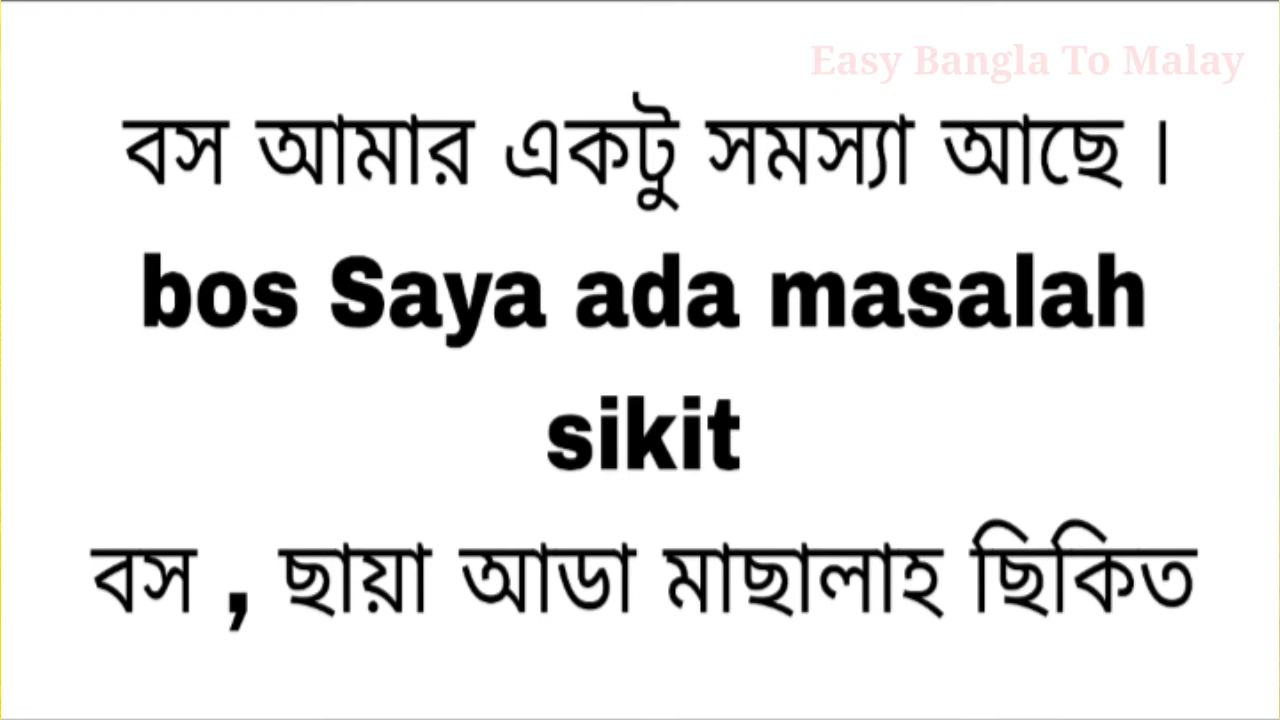 Easy Bangla To Malay
বস আমার একটু সমস্যা আছে।
bos Saya ada masalah
sikit
বস , ছায়া আডা মাছালাহ ছিকিত